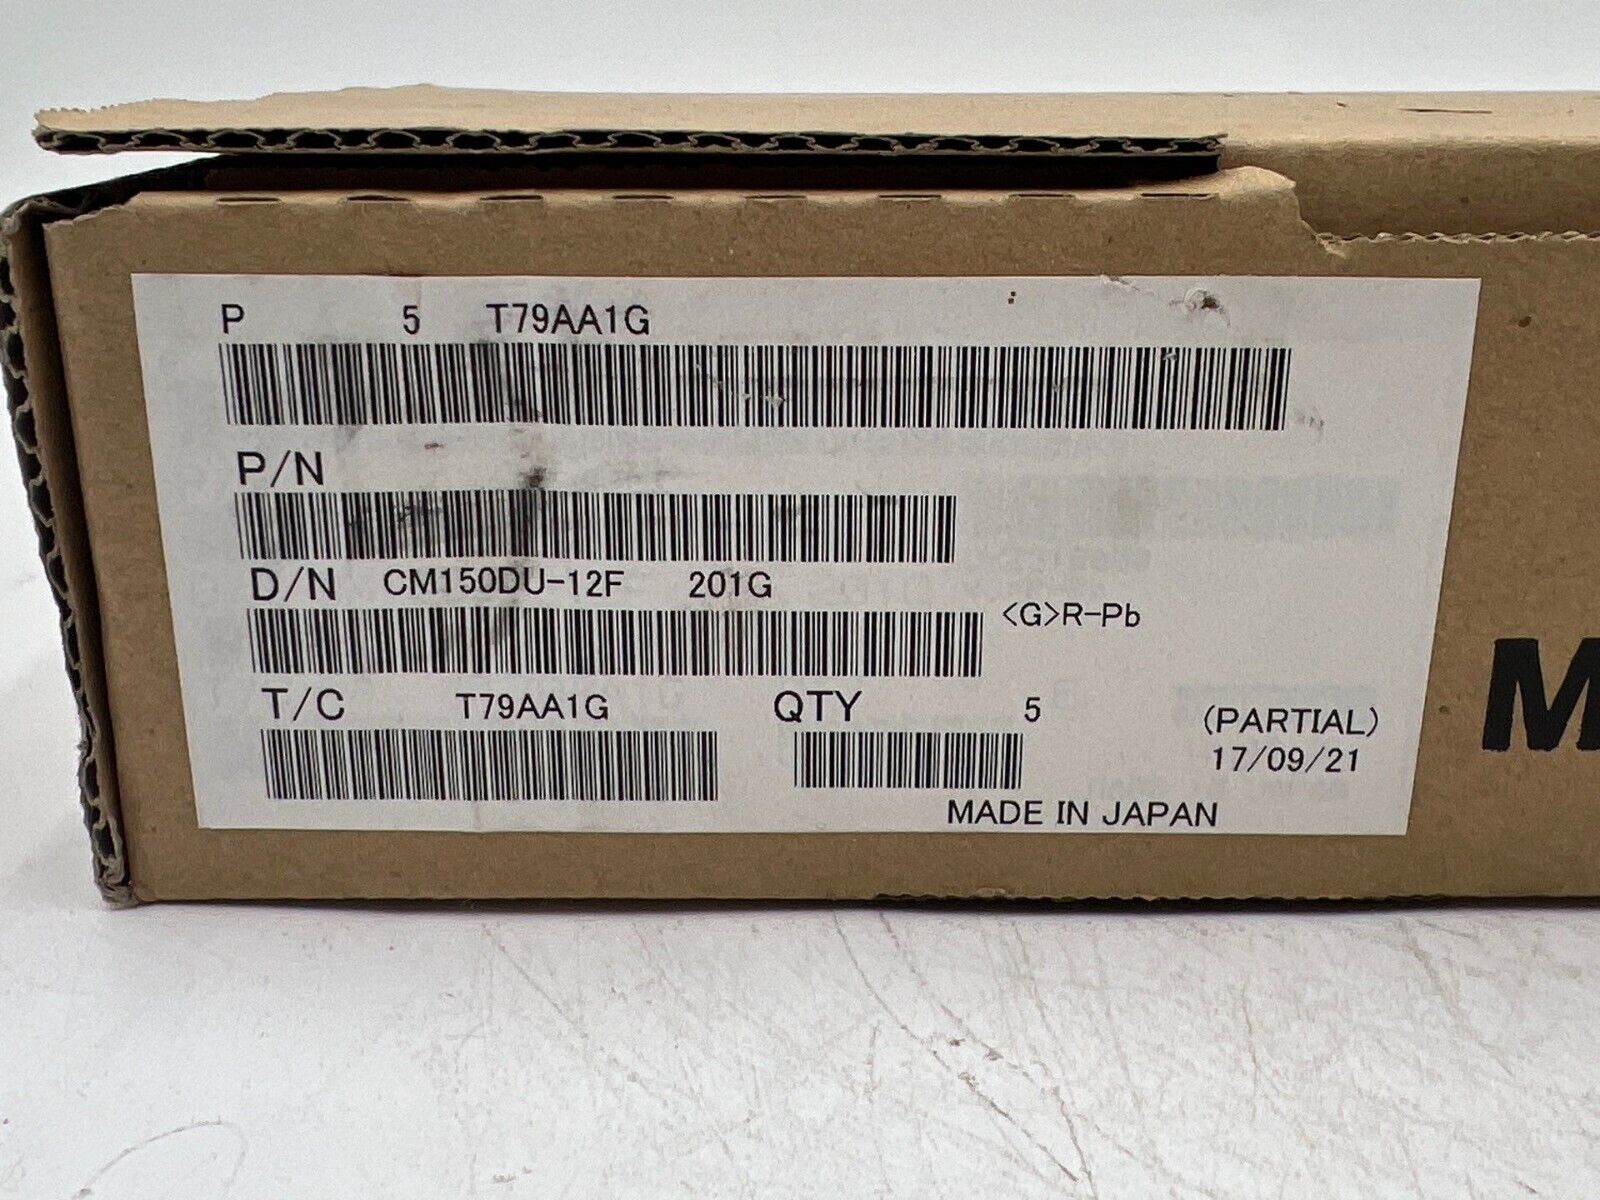 P 5 T79AA1G
P/N
D/N CM150DU-12F 201G
<G>R-Pb
T/C T79AA1G QTY 5
(PARTIAL)
17/09/21
MADE IN JAPAN
M